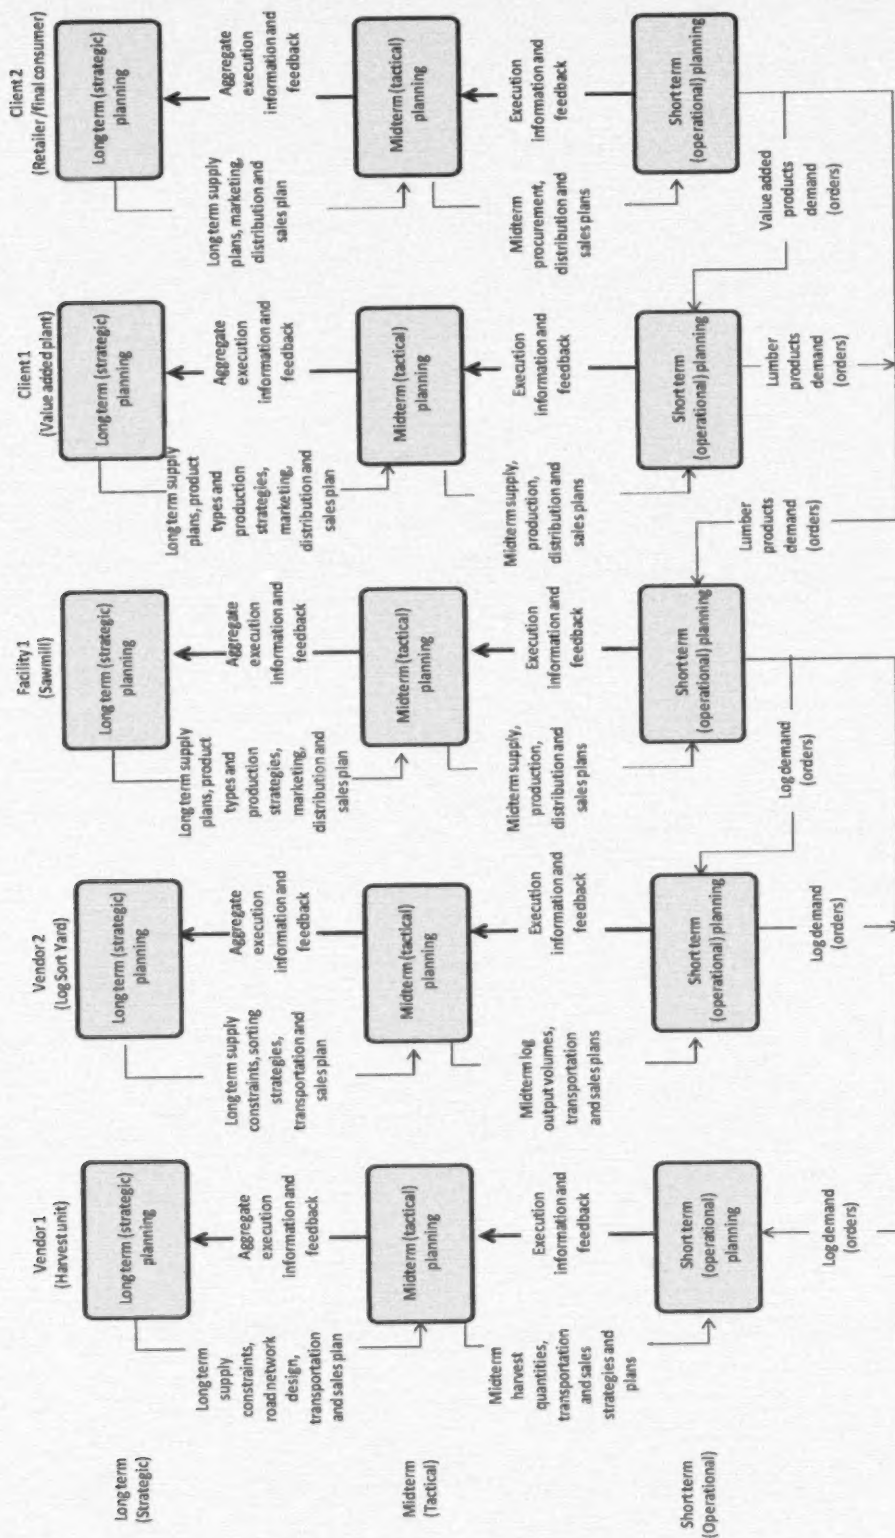 Vendor 1
(Harvest unit)
Vendor 2
(Log Sort Yard)
Facility 1
(Sawmill)
Client 1
(Value added plant)
Client 2
(Retailer /final consumer)
Long term
(Strategic)
Long term (strategic)
planning
Long term (strategic)
planning
Long term (strategic)
planning
Long term (strategic)
planning
Long term (strategic)
planning
Long term
supply
constraints,
road network
design,
transportation
and sales plan
Aggregate
execution
information and
feedback
Long term supply
constraints, sorting
strategies,
transportation and
sales plan
Aggregate
execution
information and
feedback
Long term supply
plans, product
types and
production
strategies,
marketing,
distribution and
sales plan
Aggregate
execution
information and
feedback
Long term supply
plans, product
types and
production
strategies,
marketing,
distribution and
sales plan
Aggregate
execution
information and
feedback
Long term supply
plans, marketing,
distribution and
sales plan
Aggregate
execution
information and
feedback
Midterm
(Tactical)
Midterm (tactical)
planning
Midterm (tactical)
planning
Midterm (tactical)
planning
Midterm (tactical)
planning
Midterm (tactical)
planning
Midterm
harvest
quantities,
transportation
and sales
strategies and
plans
Execution
information and
feedback
Midterm log
output volumes,
transportation
and sales plans
Execution
information and
feedback
Midterm supply,
production,
distribution and
sales plans
Execution
information and
feedback
Midterm supply,
production,
distribution and
sales plans
Execution
information and
feedback
Midterm
procurement,
distribution and
sales plans
Execution
information and
feedback
Short term
(Operational)
Short term
(operational)
planning
Short term
(operational) planning
Short term
(operational) planning
Short term
(operational) planning
Short term
(operational) planning
Log demand
(orders)
Log demand
(orders)
Log demand
(orders)
Lumber
products
demand
(orders)
Lumber
products
demand
(orders)
Value added
products
demand
(orders)